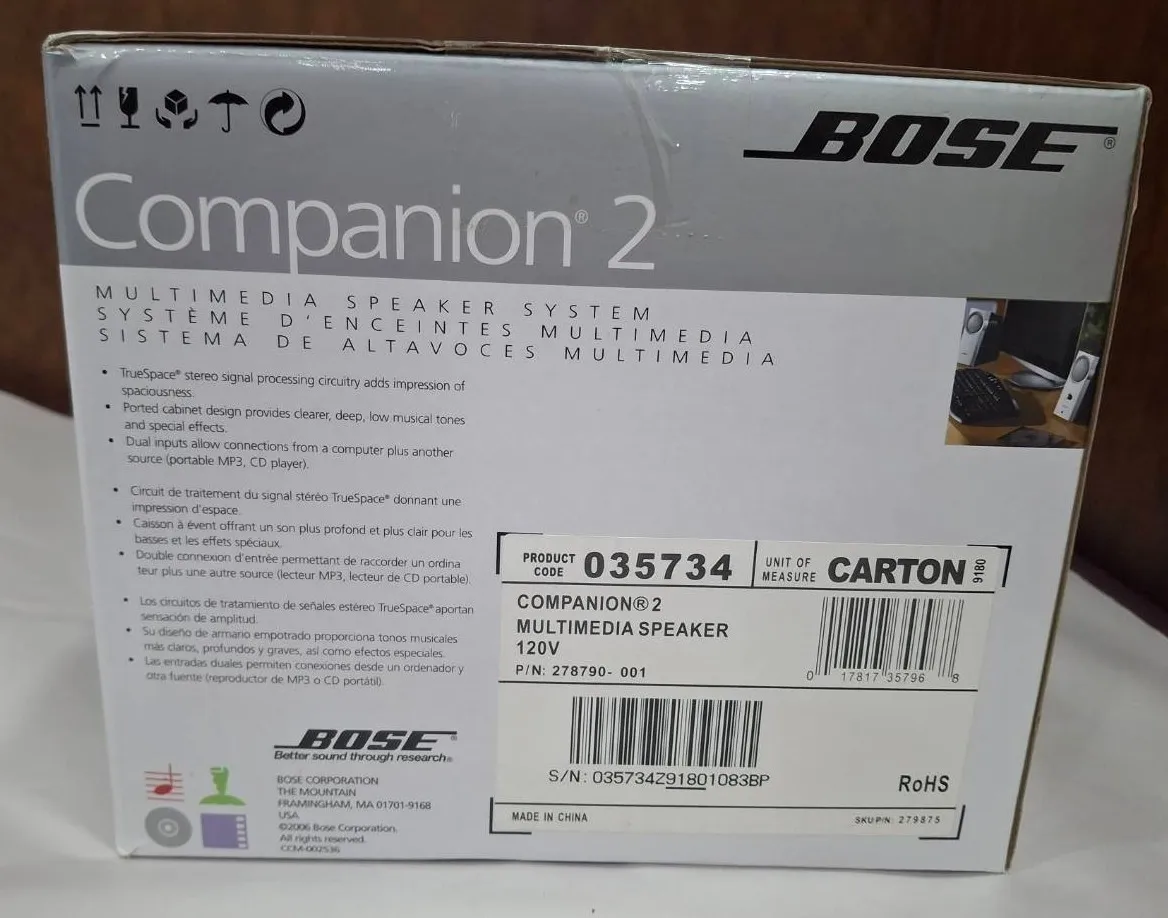 BOSE®
Companion® 2
MULTIMEDIA SPEAKER SYSTEM
SYSTÈME D'ENCEINTES MULTIMEDIA
SISTEMA DE ALTAVOCES MULTIMEDIA
• TrueSpace® stereo signal processing circuitry adds impression of
spaciousness.
• Ported cabinet design provides clearer, deep, low musical tones
and special effects.
• Dual inputs allow connections from a computer plus another
source (portable MP3, CD player).
• Circuit de traitement du signal stéréo TrueSpace® donnant une
impression d'espace.
• Caisson à évent offrant un son plus profond et plus clair pour les
basses et les effets spéciaux.
• Double connexion d'entrée permettant de raccorder un ordina
teur plus une autre source (lecteur MP3, lecteur de CD portable).
• Los circuitos de tratamiento de señales estéreo TrueSpace® aportan
sensación de amplitud.
• Su diseño de armario empotrado proporciona tonos musicales
más claros, profundos y graves, así como efectos especiales.
• Las entradas duales permiten conexiones desde un ordenador y
otra fuente (reproductor de MP3 o CD portátil).
BOSE®
Better sound through research®
BOSE CORPORATION
THE MOUNTAIN
FRAMINGHAM, MA 01701-9168
USA
©2006 Bose Corporation.
All rights reserved.
CCM-002536
PRODUCT CODE 035734
UNIT OF MEASURE CARTON 9180
COMPANION® 2
MULTIMEDIA SPEAKER
120V
P/N: 278790- 001
0 17817 35796 8
S/N: 035734Z91801083BP
RoHS
MADE IN CHINA
SKU P/N: 279875